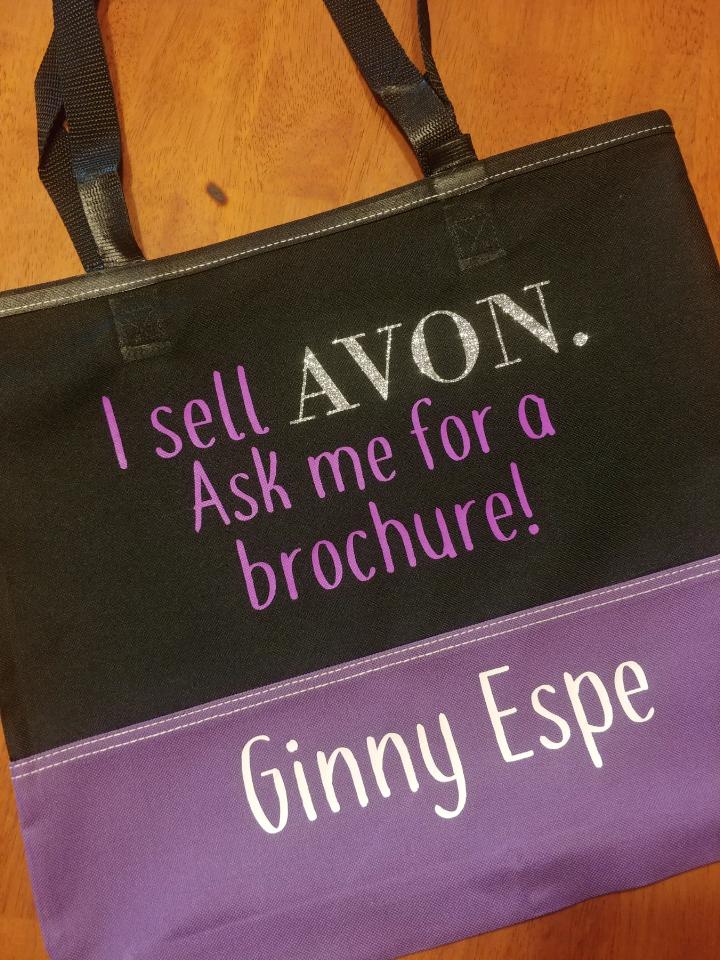 I sell AVON.
Ask me for a
brochure!
Ginny Espe